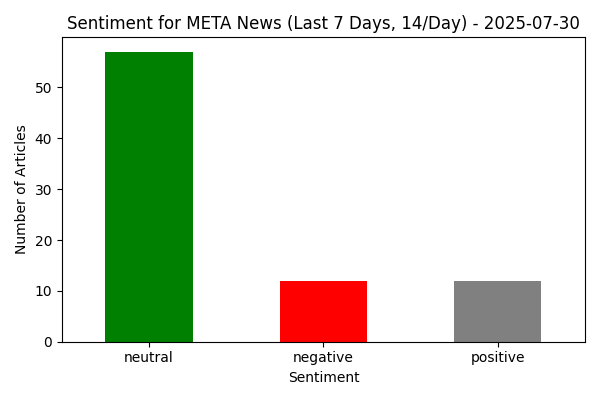 Sentiment for META News (Last 7 Days, 14/Day) - 2025-07-30
Number of Articles
50
40
30
20
10
0
neutral negative positive
Sentiment